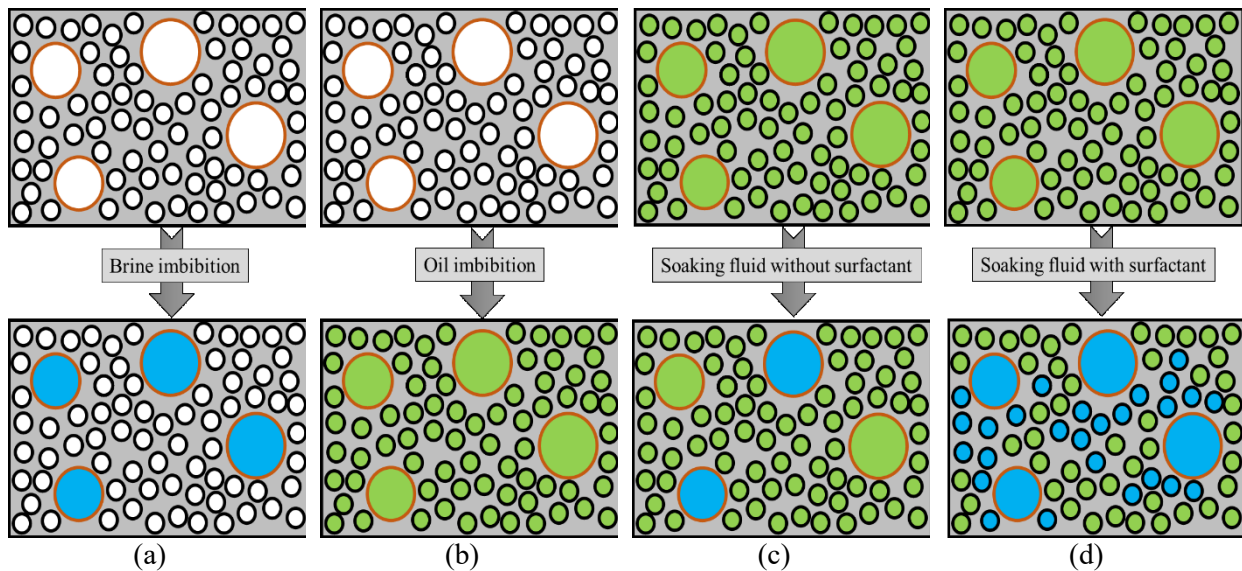 Brine imbibition
Oil imbibition
Soaking fluid without surfactant
Soaking fluid with surfactant
(a)
(b)
(c)
(d)